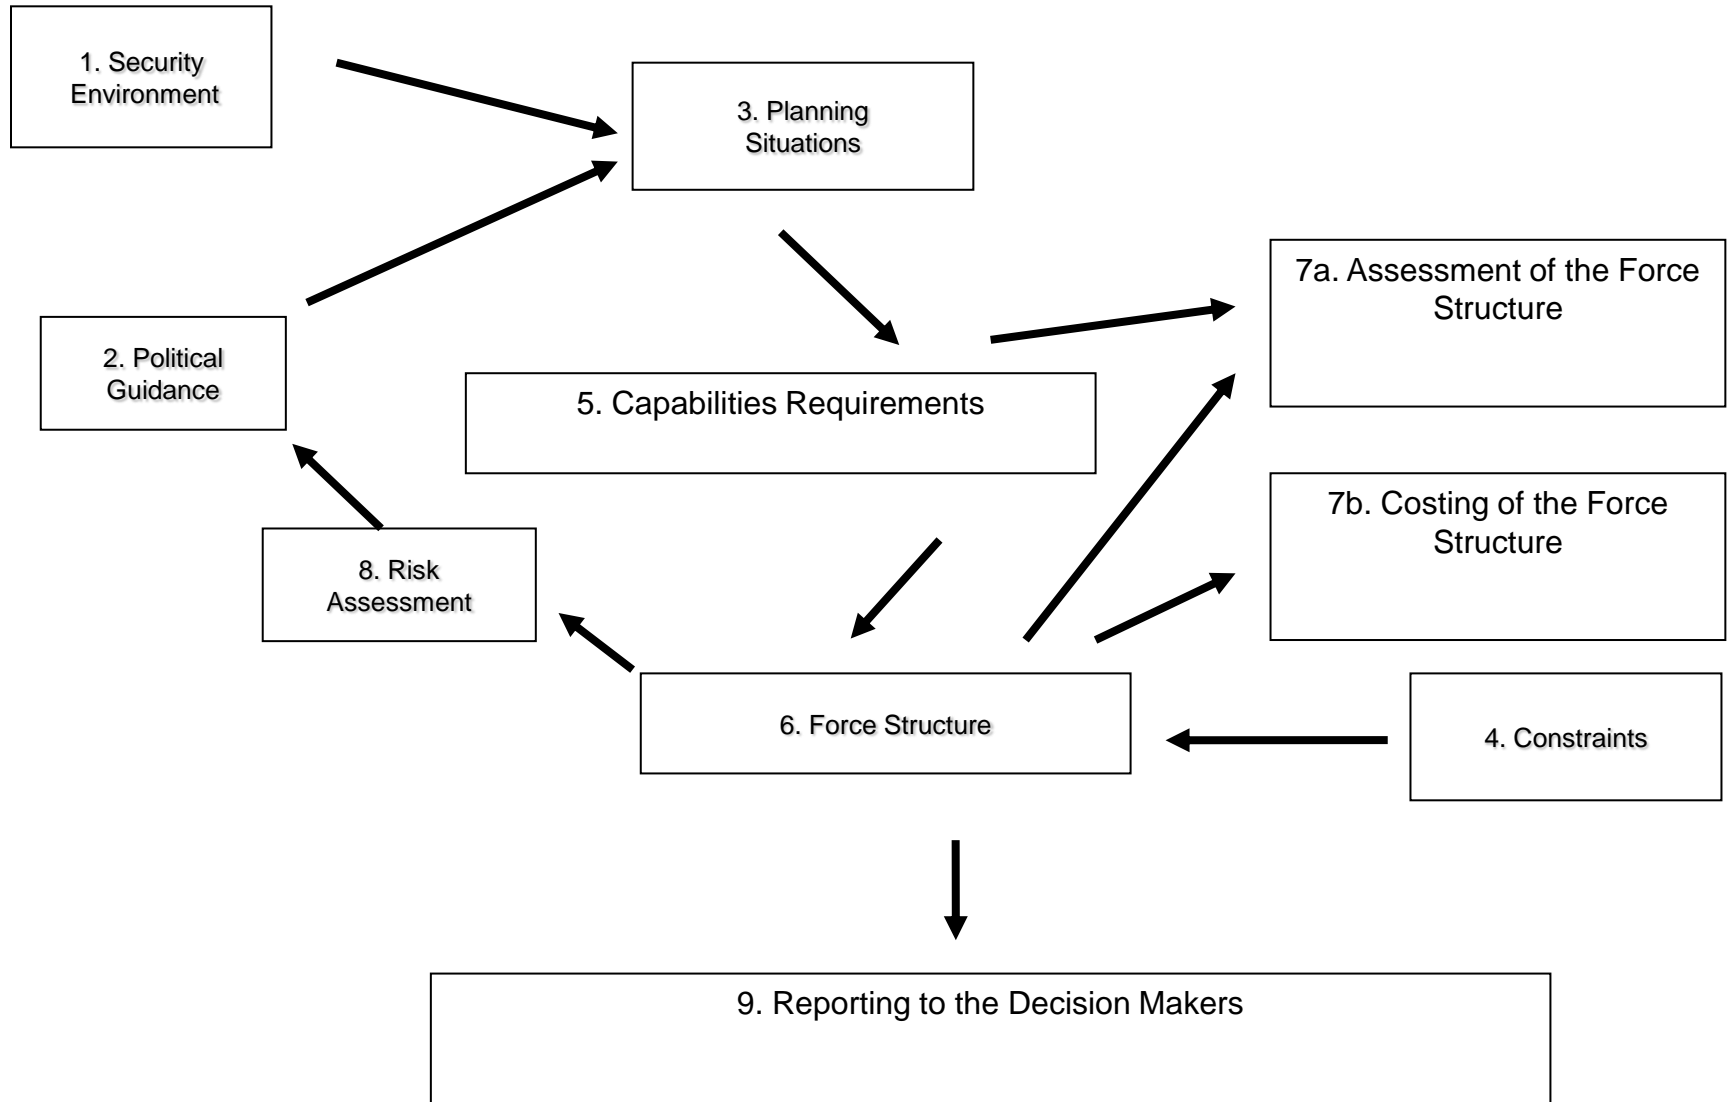 1. Security
Environment
3. Planning
Situations
7a. Assessment of the Force
Structure
2. Political
Guidance
5. Capabilities Requirements
7b. Costing of the Force
Structure
8. Risk
Assessment
6. Force Structure
4. Constraints
9. Reporting to the Decision Makers